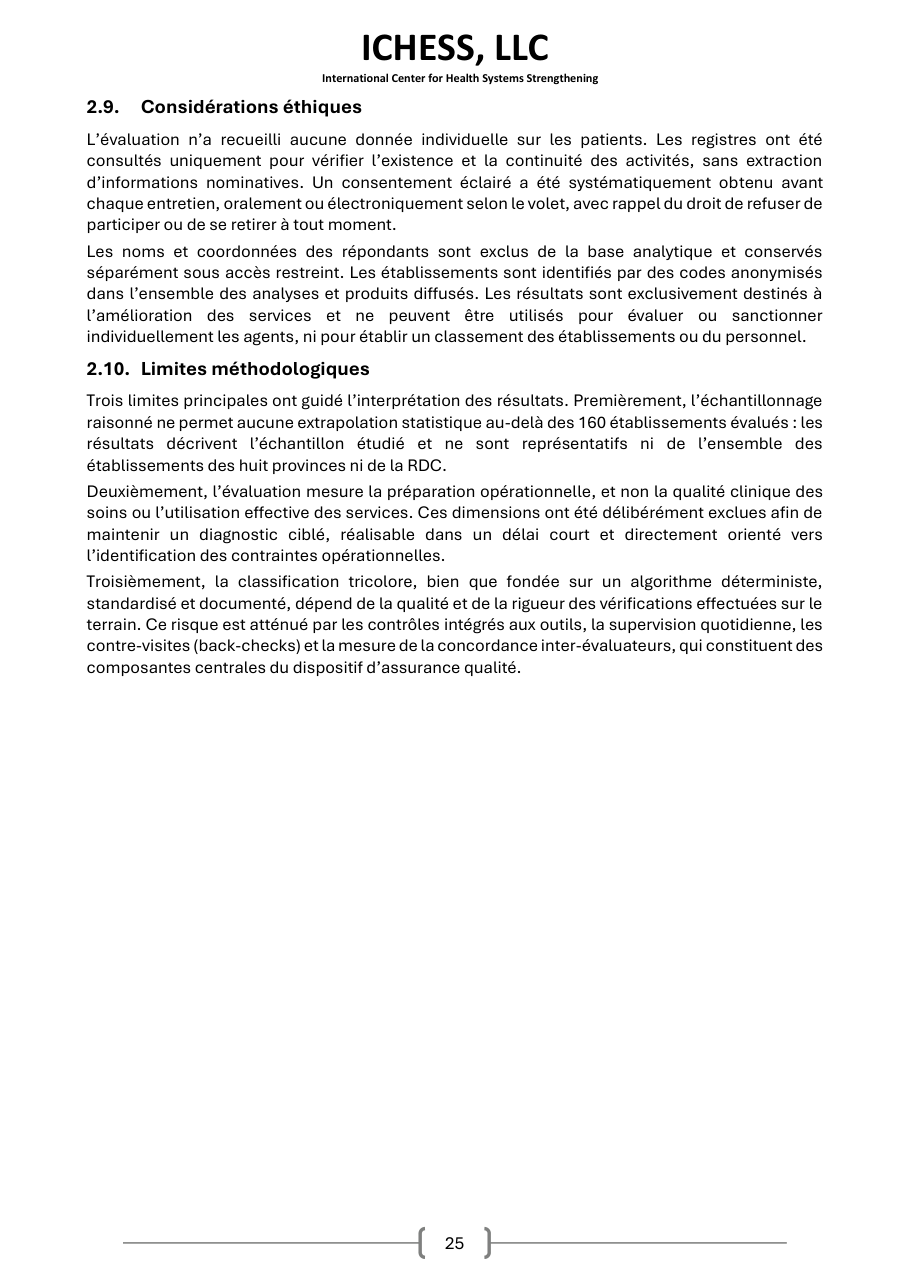 ICHESS, LLC
International Center for Health Systems Strengthening
2.9. Considérations éthiques
L’évaluation n’a recueilli aucune donnée individuelle sur les patients. Les registres ont été
consultés uniquement pour vérifier l’existence et la continuité des activités, sans extraction
d’informations nominatives. Un consentement éclairé a été systématiquement obtenu avant
chaque entretien, oralement ou électroniquement selon le volet, avec rappel du droit de refuser de
participer ou de se retirer à tout moment.
Les noms et coordonnées des répondants sont exclus de la base analytique et conservés
séparément sous accès restreint. Les établissements sont identifiés par des codes anonymisés
dans l’ensemble des analyses et produits diffusés. Les résultats sont exclusivement destinés à
l’amélioration des services et ne peuvent être utilisés pour évaluer ou sanctionner
individuellement les agents, ni pour établir un classement des établissements ou du personnel.
2.10. Limites méthodologiques
Trois limites principales ont guidé l’interprétation des résultats. Premièrement, l’échantillonnage
raisonné ne permet aucune extrapolation statistique au-delà des 160 établissements évalués : les
résultats décrivent l’échantillon étudié et ne sont représentatifs ni de l’ensemble des
établissements des huit provinces ni de la RDC.
Deuxièmement, l’évaluation mesure la préparation opérationnelle, et non la qualité clinique des
soins ou l’utilisation effective des services. Ces dimensions ont été délibérément exclues afin de
maintenir un diagnostic ciblé, réalisable dans un délai court et directement orienté vers
l’identification des contraintes opérationnelles.
Troisièmement, la classification tricolore, bien que fondée sur un algorithme déterministe,
standardisé et documenté, dépend de la qualité et de la rigueur des vérifications effectuées sur le
terrain. Ce risque est atténué par les contrôles intégrés aux outils, la supervision quotidienne, les
contre-visites (back-checks) et la mesure de la concordance inter-évaluateurs, qui constituent des
composantes centrales du dispositif d’assurance qualité.
25